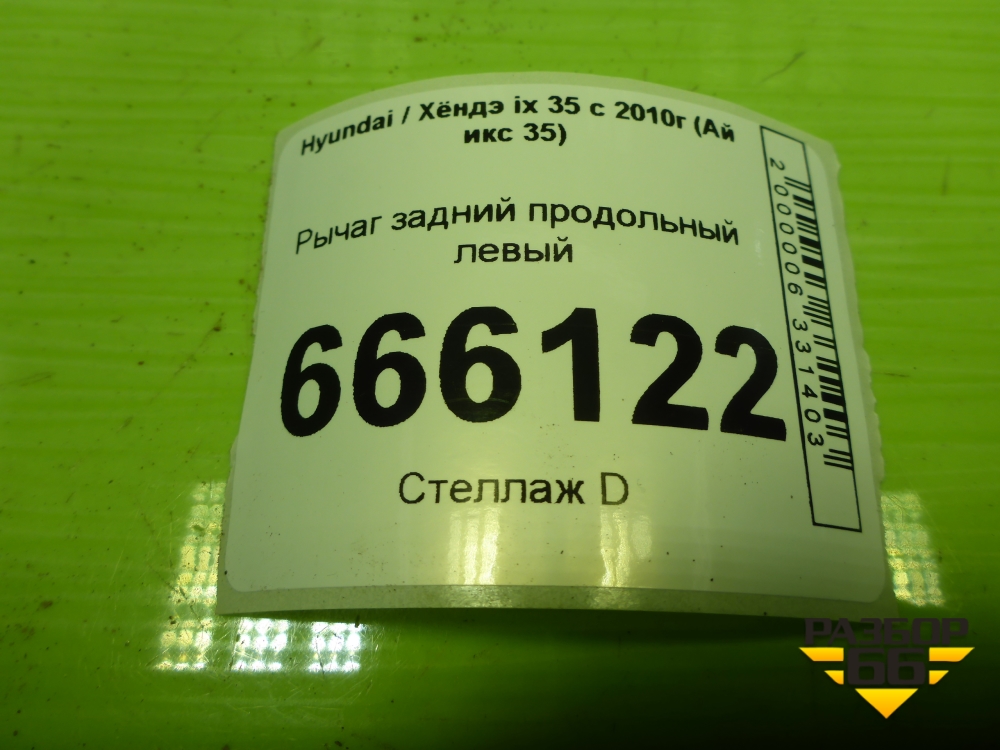 Hyundai / Хёндэ ix 35 с 2010г (Ай
икс 35)
Рычаг задний продольный
левый
666122
Стеллаж D
2000006331403
РАЗБОР
66